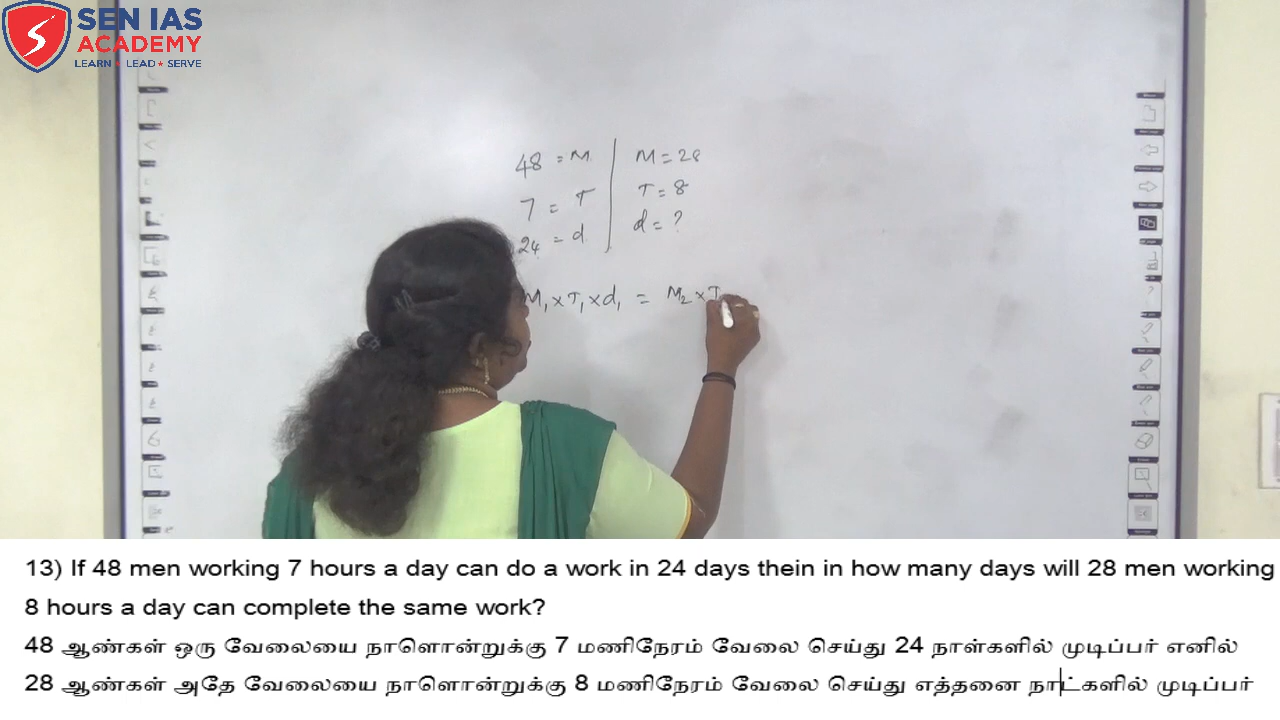 SEN IAS
ACADEMY
LEARN ★ LEAD ★ SERVE
48 = M
M = 28
7 = T
T = 8
24 = d
d = ?
M₁ × T₁ × d₁ = M₂ × T
13) If 48 men working 7 hours a day can do a work in 24 days thein in how many days will 28 men working
8 hours a day can complete the same work?
48 ஆண்கள் ஒரு வேலையை நாளொன்றுக்கு 7 மணிநேரம் வேலை செய்து 24 நாள்களில் முடிப்பர் எனில்
28 ஆண்கள் அதே வேலையை நாளொன்றுக்கு 8 மணிநேரம் வேலை செய்து எத்தனை நாட்களில் முடிப்பர்